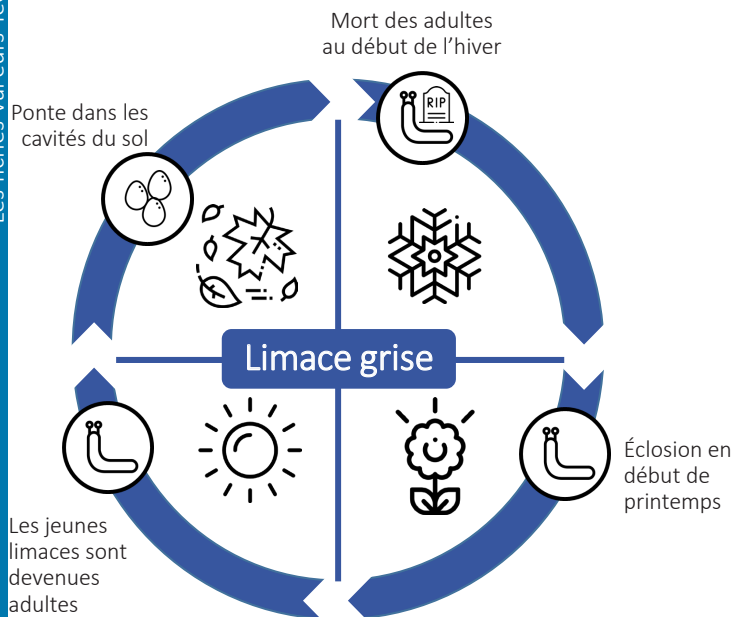 Mort des adultes
au début de l'hiver
RIP
Ponte dans les
cavités du sol
Limace grise
Éclosion en
début de
printemps
Les jeunes
limaces sont
devenues
adultes